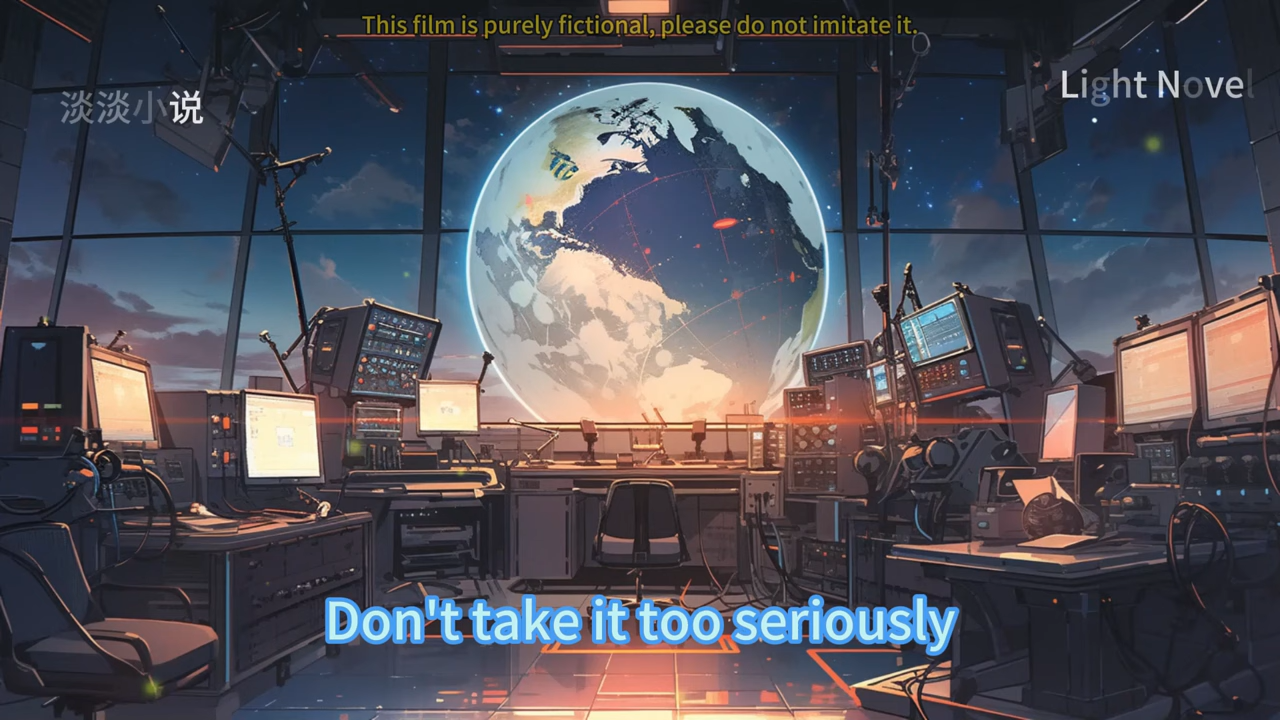 This film is purely fictional, please do not imitate it.
淡淡小说
Light Novel
Don't take it too seriously